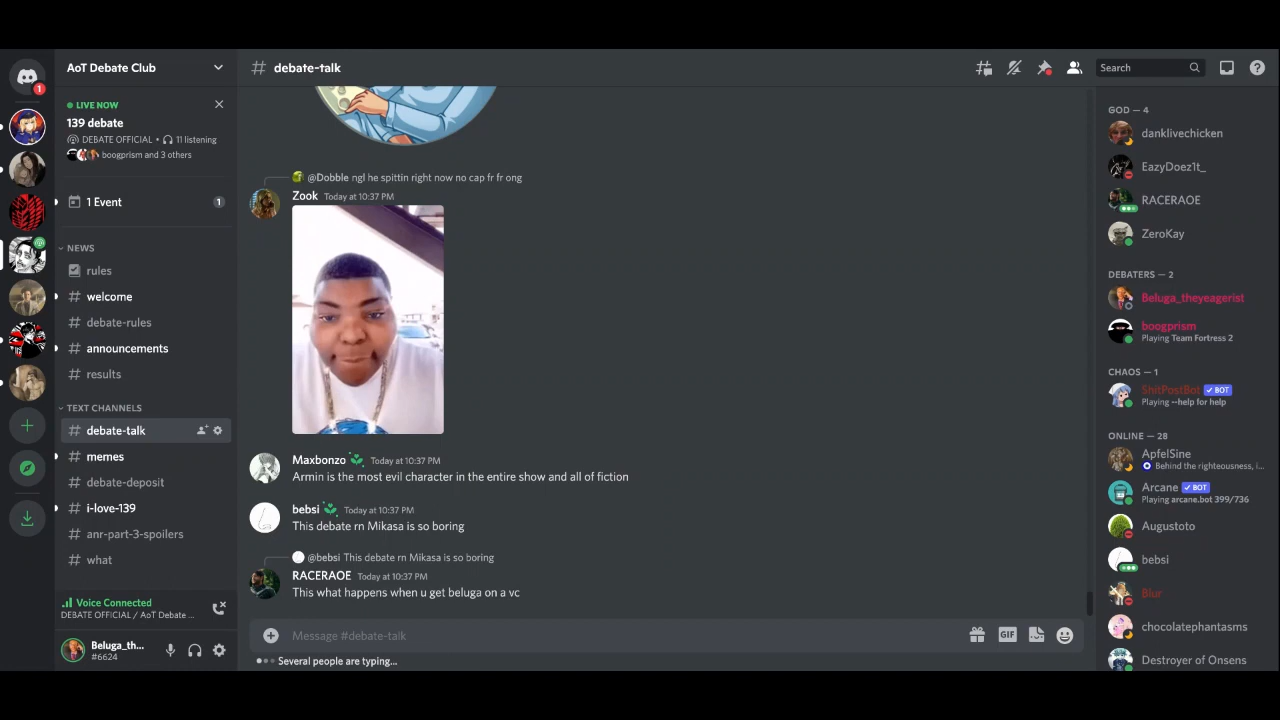 AoT Debate Club
1
LIVE NOW
139 debate
DEBATE OFFICIAL • 11 listening
boogprism and 3 others
1 Event
1
NEWS
rules
# welcome
# debate-rules
# announcements
# results
TEXT CHANNELS
# debate-talk
# memes
# debate-deposit
# i-love-139
# anr-part-3-spoilers
# what
Voice Connected
DEBATE OFFICIAL / AoT Debate ...
Beluga_th...
#6624
# debate-talk
Search
@Dobble ngl he spittin right now no cap fr fr ong
Zook Today at 10:37 PM
Maxbonzo Today at 10:37 PM
Armin is the most evil character in the entire show and all of fiction
bebsi Today at 10:37 PM
This debate rn Mikasa is so boring
@bebsi This debate rn Mikasa is so boring
RACERAOE Today at 10:37 PM
This what happens when u get beluga on a vc
Message #debate-talk
GIF
Several people are typing...
GOD — 4
danklivechicken
EazyDoez1t_
RACERAOE
ZeroKay
DEBATERS — 2
Beluga_theyeagerist
boogprism
Playing Team Fortress 2
CHAOS — 1
ShitPostBot BOT
Playing --help for help
ONLINE — 28
ApfelSine
Behind the righteousness, i...
Arcane BOT
Playing arcane.bot 399/736
Augustoto
bebsi
Blur
chocolatephantasms
Destroyer of Onsens